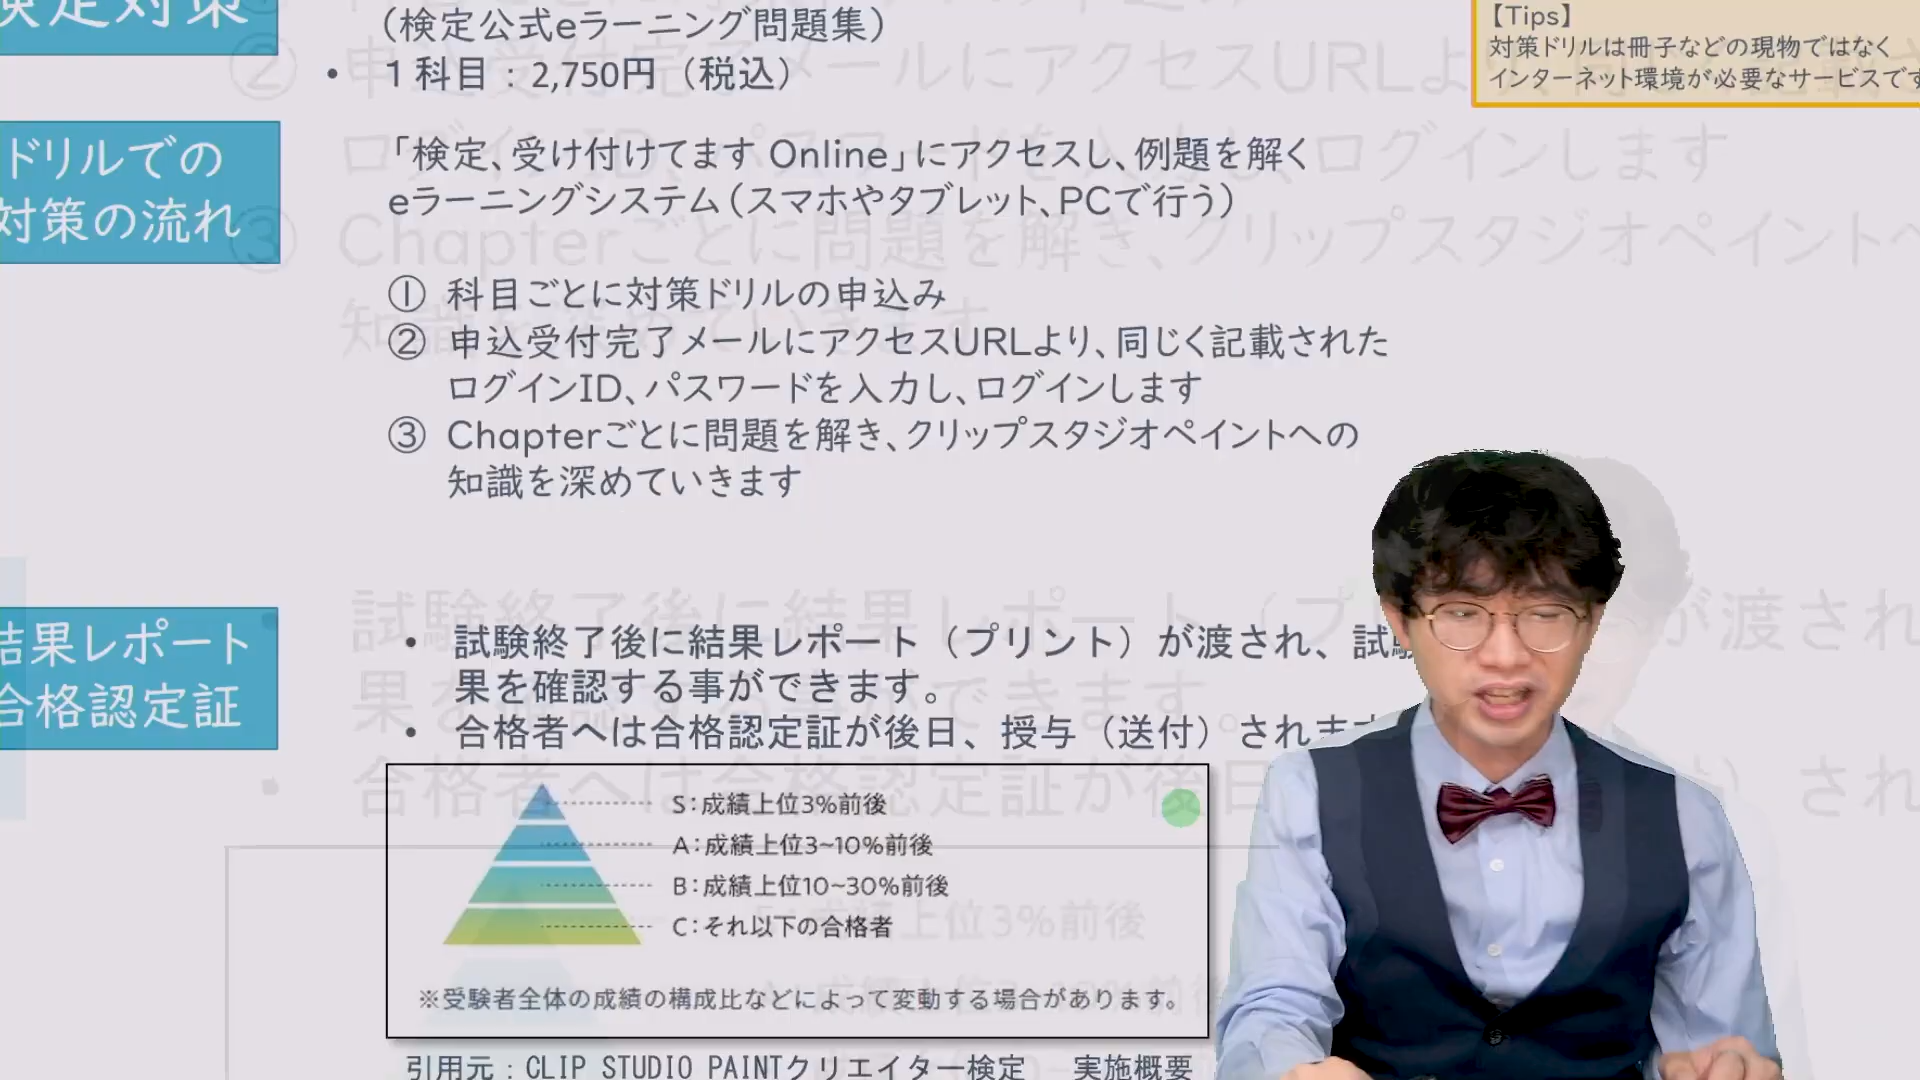 検定対策
（検定公式eラーニング問題集）
• 1科目：2,750円（税込）
【Tips】
対策ドリルは冊子などの現物ではなく
インターネット環境が必要なサービスです
ドリルでの
対策の流れ
「検定、受け付けてます Online」にアクセスし、例題を解く
eラーニングシステム（スマホやタブレット、PCで行う）
① 科目ごとに対策ドリルの申込み
② 申込受付完了メールにアクセスURLより、同じく記載された
ログインID、パスワードを入力し、ログインします
③ Chapterごとに問題を解き、クリップスタジオペイントへの
知識を深めていきます
結果レポート
合格認定証
• 試験終了後に結果レポート（プリント）が渡され、試験
果を確認する事ができます。
• 合格者へは合格認定証が後日、授与（送付）されます
S：成績上位3%前後
A：成績上位3~10%前後
B：成績上位10~30%前後
C：それ以下の合格者
※受験者全体の成績の構成比などによって変動する場合があります。
引用元：CLIP STUDIO PAINTクリエイター検定 実施概要